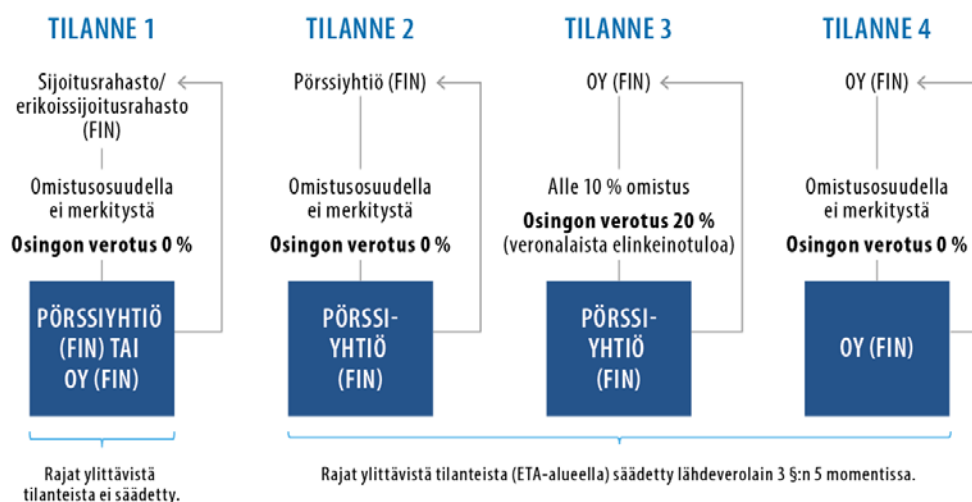 TILANNE 1
Sijoitusrahasto/
erikoissijoitusrahasto
(FIN)
Omistusosuudella
ei merkitystä
Osingon verotus 0 %
PÖRSSIYHTIÖ
(FIN) TAI
OY (FIN)
Rajat ylittävistä
tilanteista ei säädetty.
TILANNE 2
Pörssiyhtiö (FIN)
Omistusosuudella
ei merkitystä
Osingon verotus 0 %
PÖRSSI-
YHTIÖ
(FIN)
TILANNE 3
OY (FIN)
Alle 10 % omistus
Osingon verotus 20 %
(veronalaista elinkeinotuloa)
PÖRSSI-
YHTIÖ
(FIN)
TILANNE 4
OY (FIN)
Omistusosuudella
ei merkitystä
Osingon verotus 0 %
OY (FIN)
Rajat ylittävistä tilanteista (ETA-alueella) säädetty lähdeverolain 3 §:n 5 momentissa.